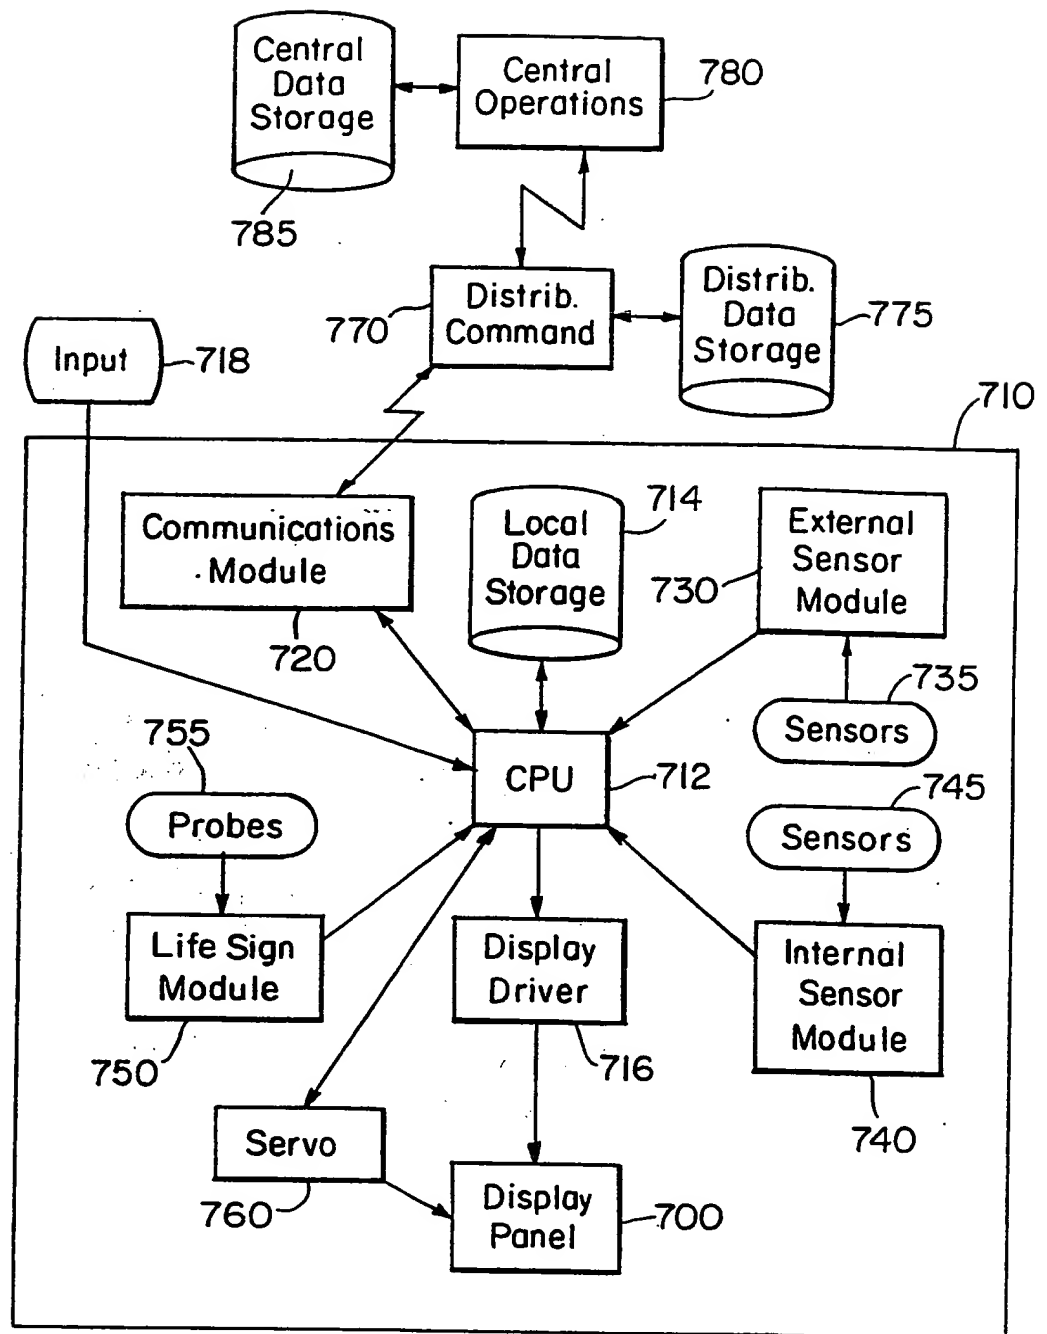 Central
Data
Storage
785
Central
Operations
780
Distrib.
Command
770
Distrib.
Data
Storage
775
Input
718
710
Communications
Module
720
Local
Data
Storage
714
External
Sensor
Module
730
Sensors
735
CPU
712
Probes
755
Sensors
745
Life Sign
Module
750
Display
Driver
716
Internal
Sensor
Module
740
Servo
760
Display
Panel
700